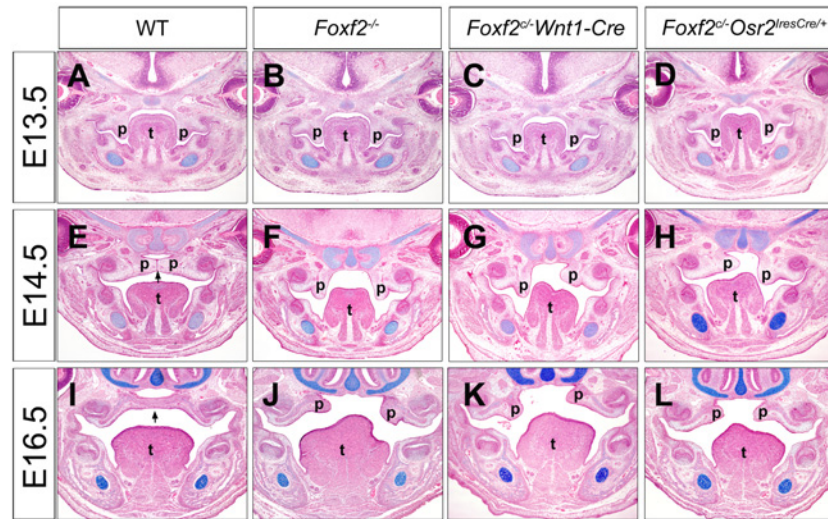 WT Foxf2-/- Foxf2c/-Wnt1-Cre Foxf2c/-Osr2IresCre/+
E13.5
A B C D
p t p p t p p t p p t p
E14.5
E F G H
p p p p p p p p
t t t t
E16.5
I J K L
p p p p p p
t t t t